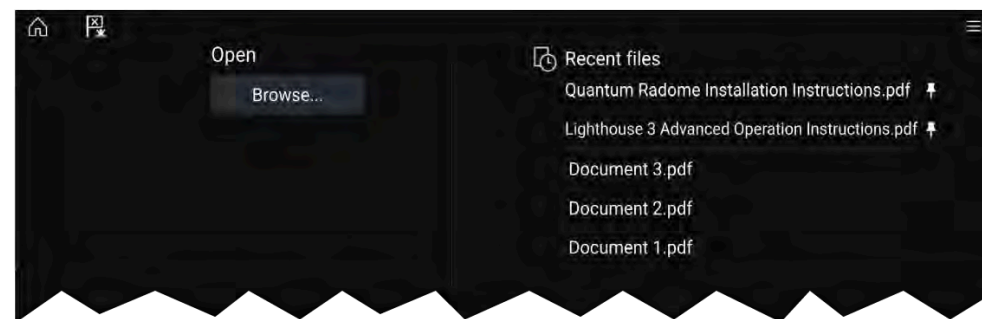 Open
Browse...
Recent files
Quantum Radome Installation Instructions.pdf
Lighthouse 3 Advanced Operation Instructions.pdf
Document 3.pdf
Document 2.pdf
Document 1.pdf